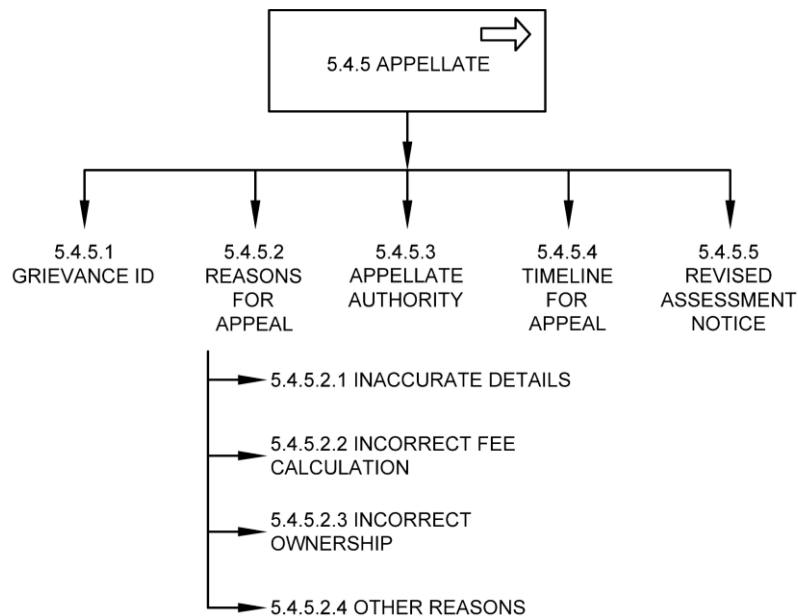 5.4.5 APPELLATE
5.4.5.1
GRIEVANCE ID
5.4.5.2
REASONS
FOR
APPEAL
5.4.5.3
APPELLATE
AUTHORITY
5.4.5.4
TIMELINE
FOR
APPEAL
5.4.5.5
REVISED
ASSESSMENT
NOTICE
5.4.5.2.1 INACCURATE DETAILS
5.4.5.2.2 INCORRECT FEE
CALCULATION
5.4.5.2.3 INCORRECT
OWNERSHIP
5.4.5.2.4 OTHER REASONS